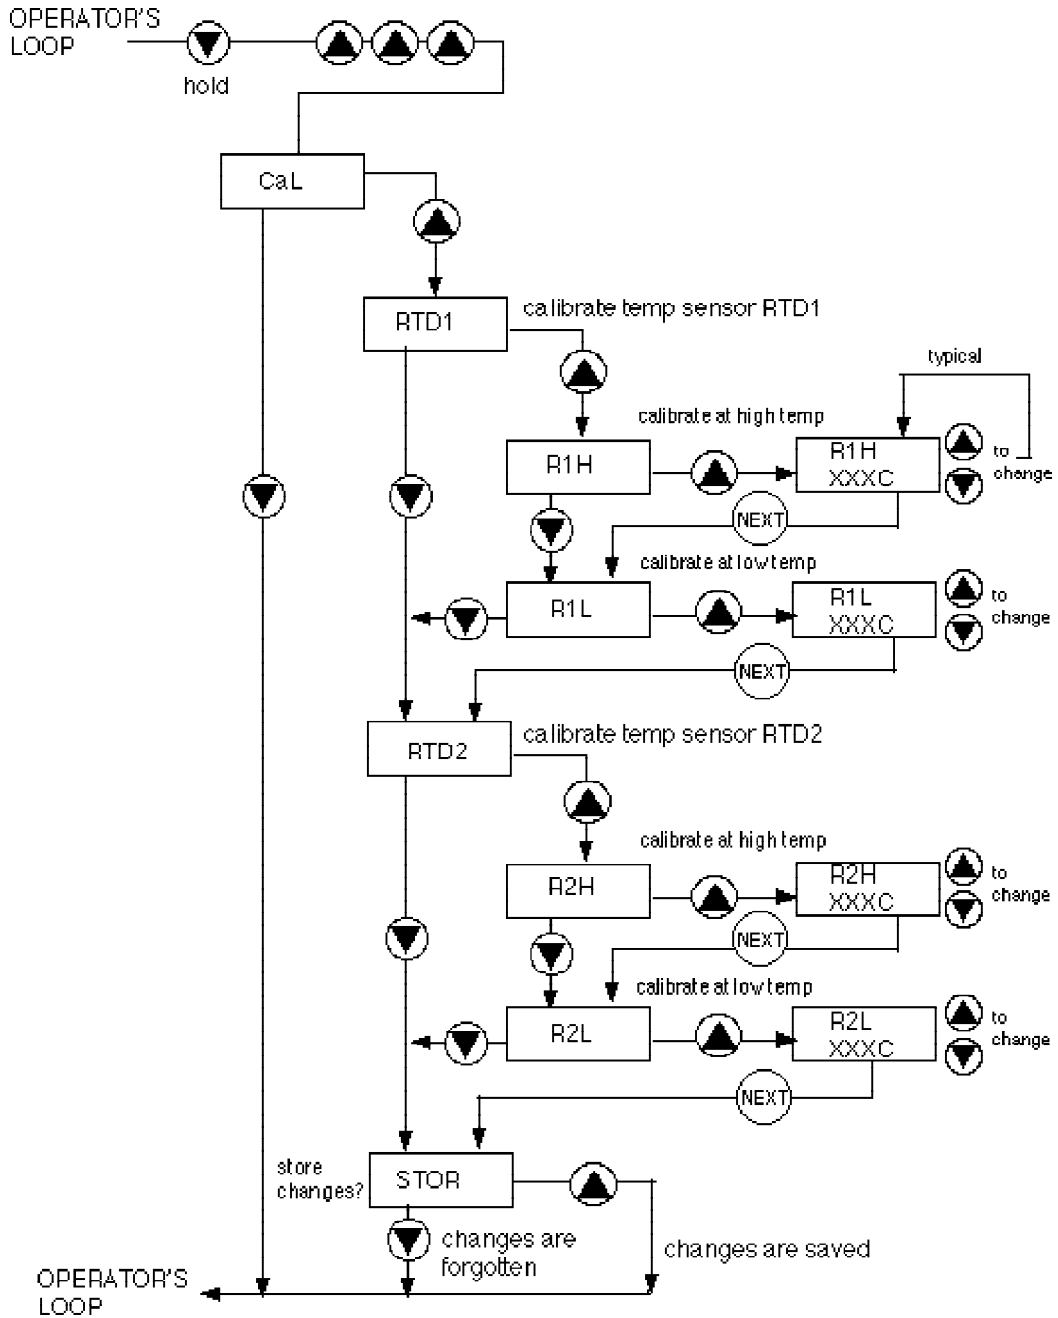 OPERATOR'S
LOOP
hold
CaL
RTD1
calibrate temp sensor RTD1
typical
calibrate at high temp
R1H
R1H
XXXC
to
change
NEXT
calibrate at low temp
R1L
R1L
XXXC
to
change
NEXT
RTD2
calibrate temp sensor RTD2
calibrate at high temp
R2H
R2H
XXXC
to
change
NEXT
calibrate at low temp
R2L
R2L
XXXC
to
change
NEXT
store
changes?
STOR
changes are
forgotten
changes are saved
OPERATOR'S
LOOP